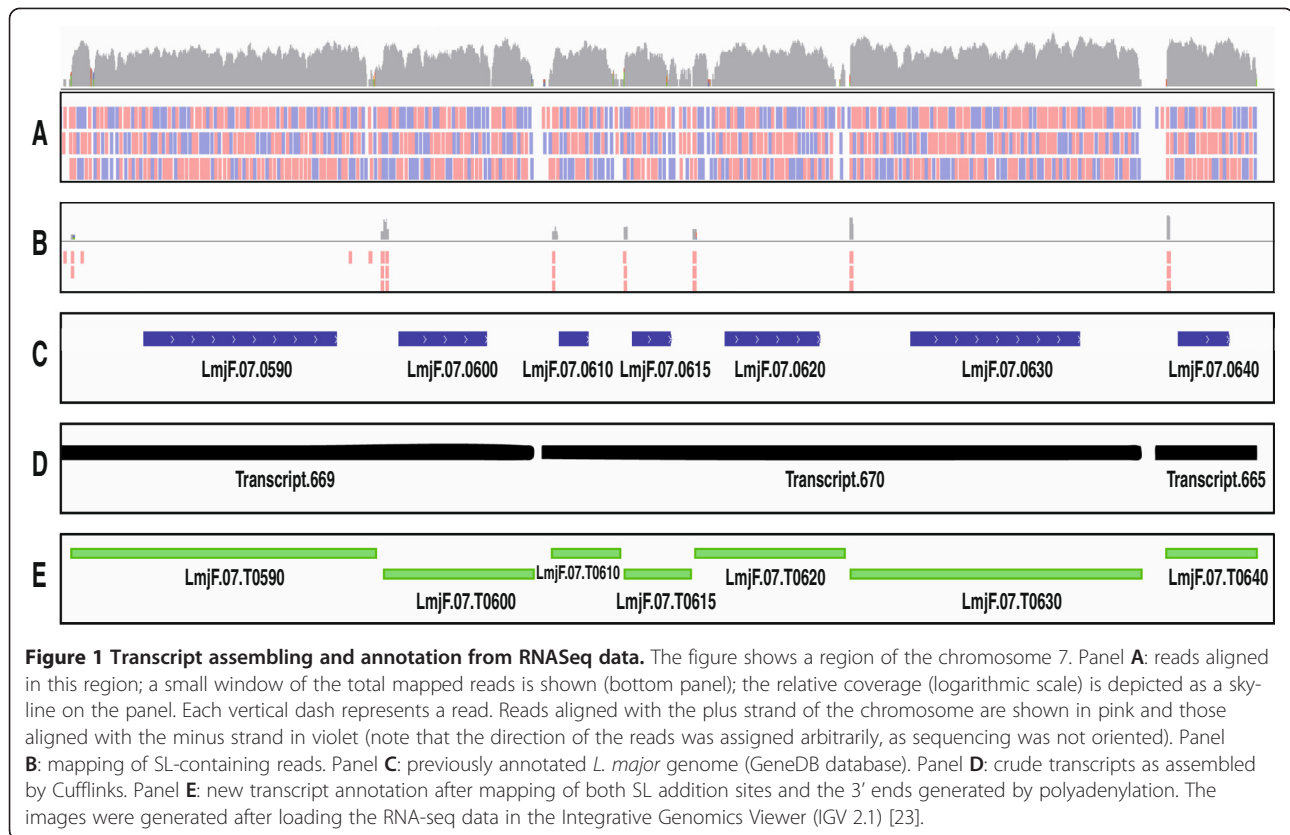 A
B
C
LmjF.07.0590 LmjF.07.0600 LmjF.07.0610 LmjF.07.0615 LmjF.07.0620 LmjF.07.0630 LmjF.07.0640
D
Transcript.669 Transcript.670 Transcript.665
E
LmjF.07.T0590 LmjF.07.T0600 LmjF.07.T0610 LmjF.07.T0615 LmjF.07.T0620 LmjF.07.T0630 LmjF.07.T0640
Figure 1 Transcript assembling and annotation from RNASeq data. The figure shows a region of the chromosome 7. Panel A: reads aligned
in this region; a small window of the total mapped reads is shown (bottom panel); the relative coverage (logarithmic scale) is depicted as a sky-
line on the panel. Each vertical dash represents a read. Reads aligned with the plus strand of the chromosome are shown in pink and those
aligned with the minus strand in violet (note that the direction of the reads was assigned arbitrarily, as sequencing was not oriented). Panel
B: mapping of SL-containing reads. Panel C: previously annotated L. major genome (GeneDB database). Panel D: crude transcripts as assembled
by Cufflinks. Panel E: new transcript annotation after mapping of both SL addition sites and the 3’ ends generated by polyadenylation. The
images were generated after loading the RNA-seq data in the Integrative Genomics Viewer (IGV 2.1) [23].